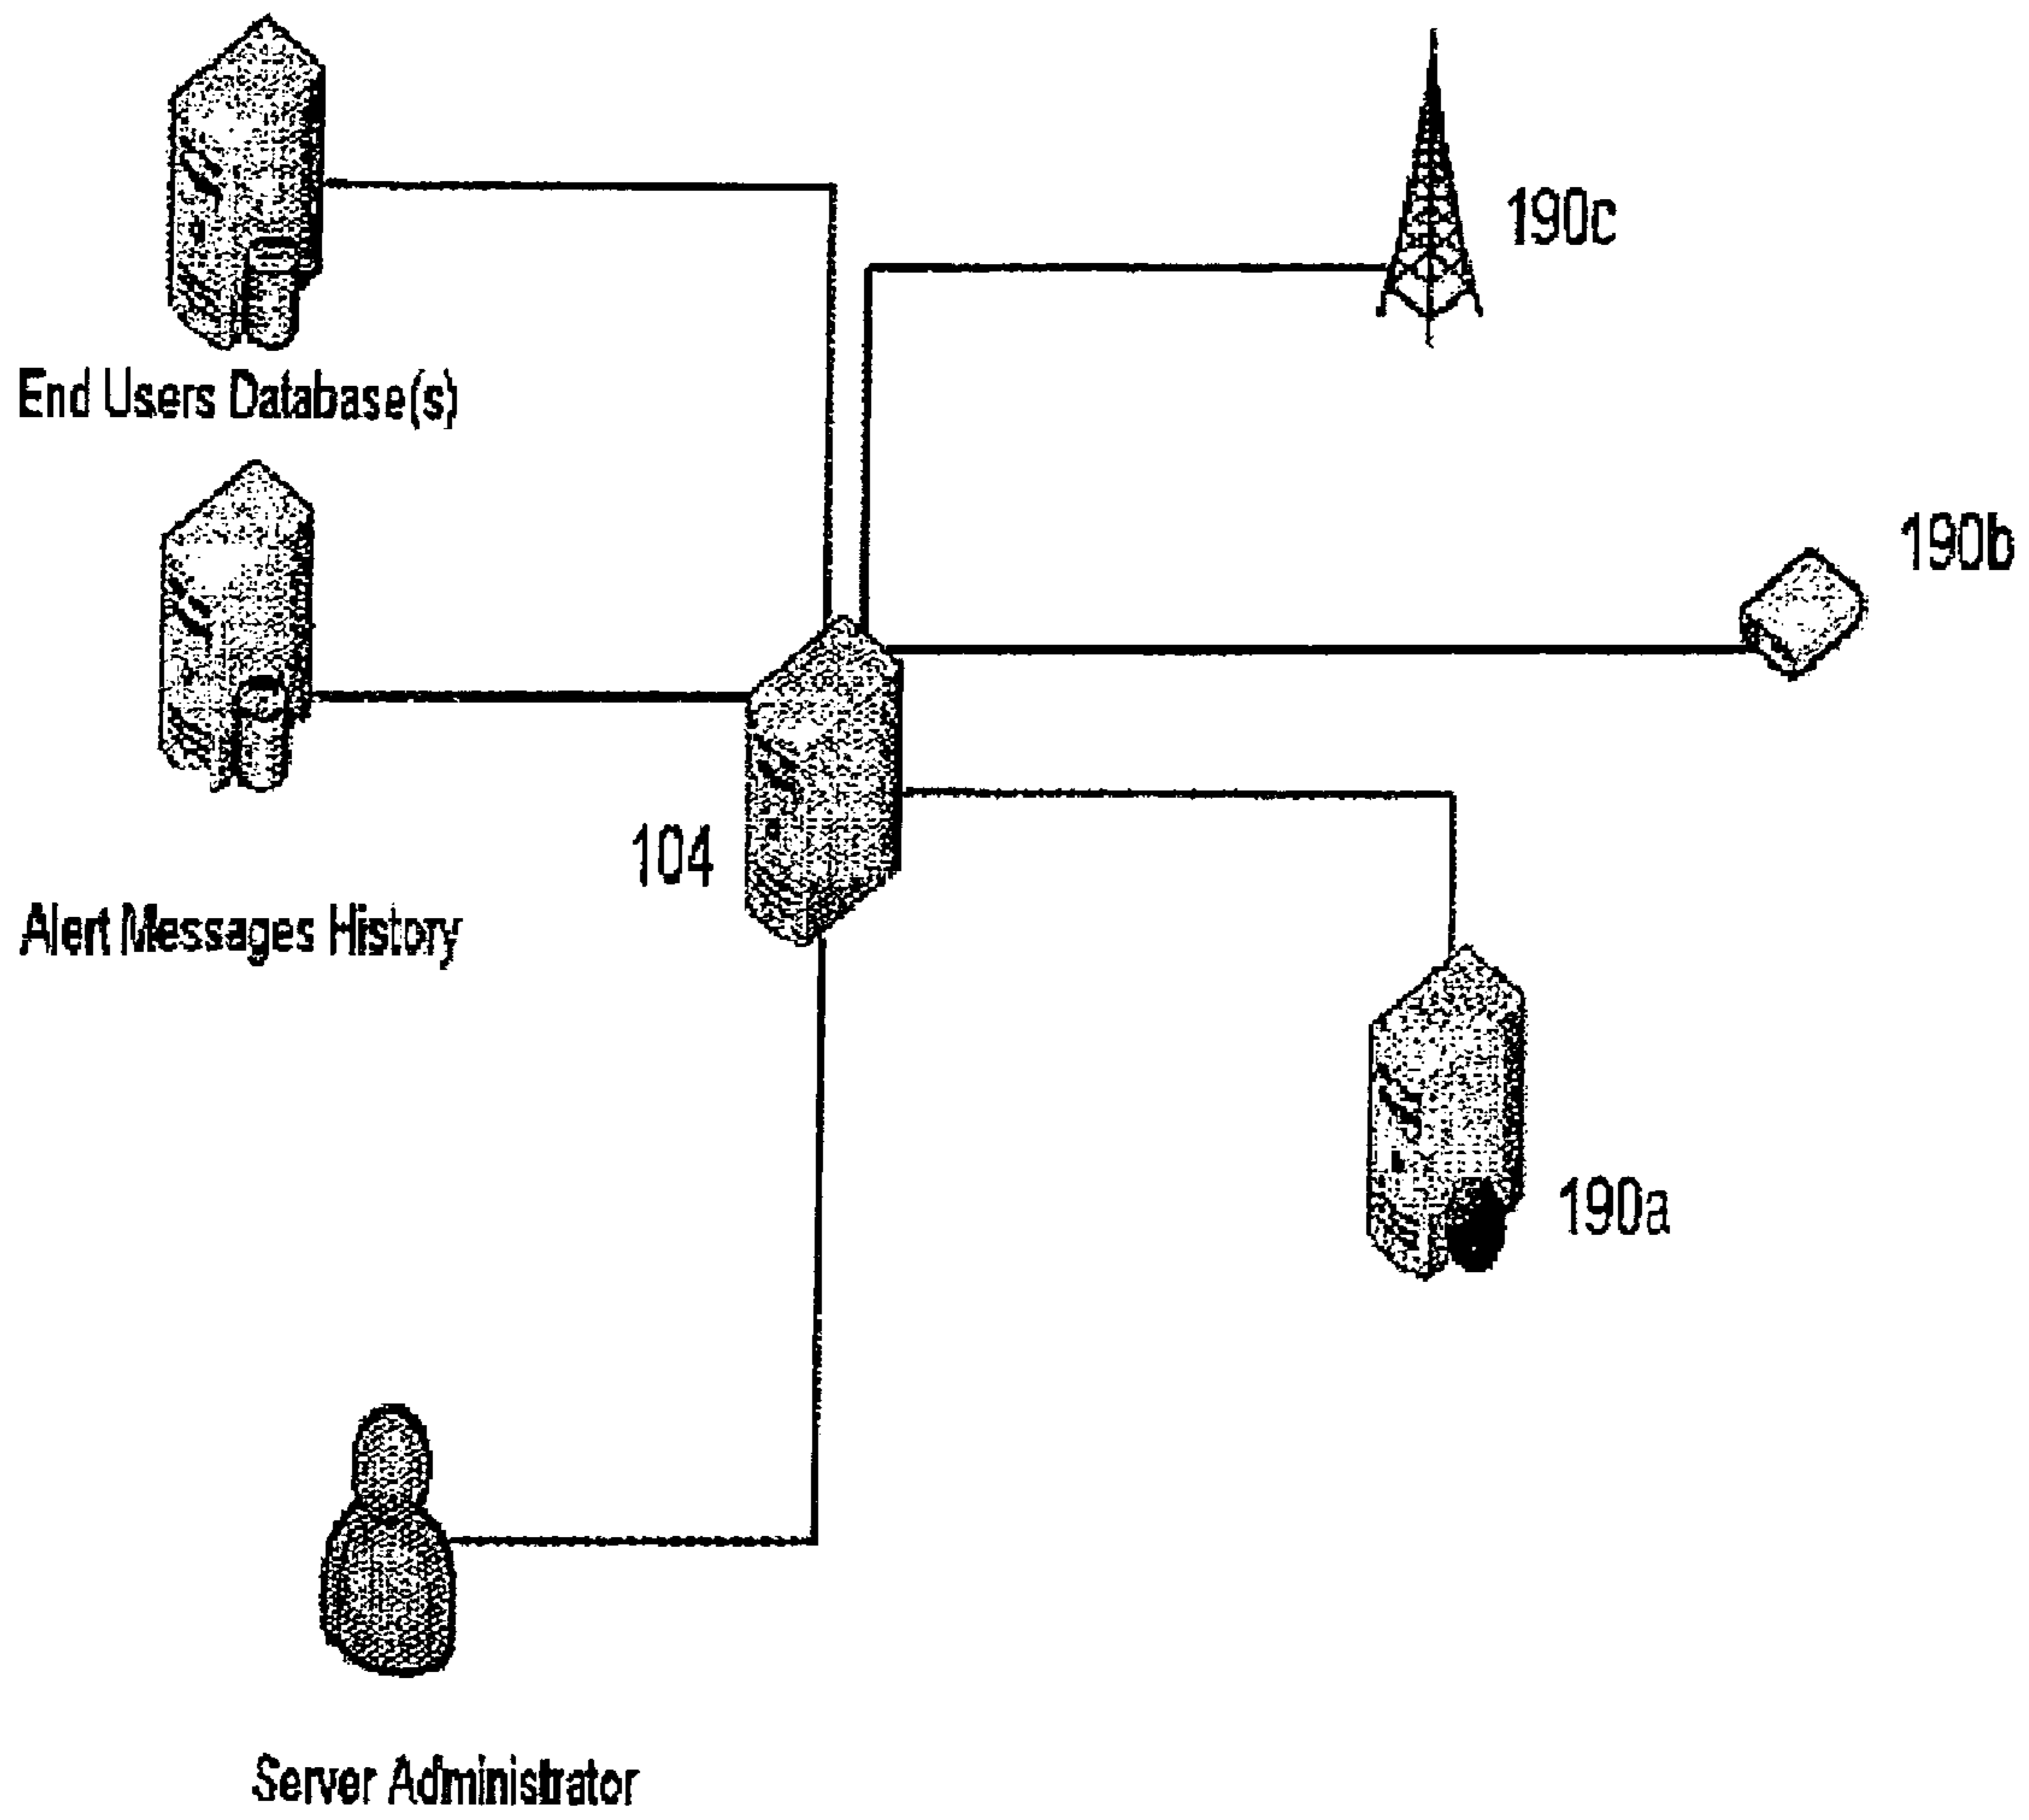 190c
End Users Database(s)
190b
104
Alert Messages History
190a
Server Administrator